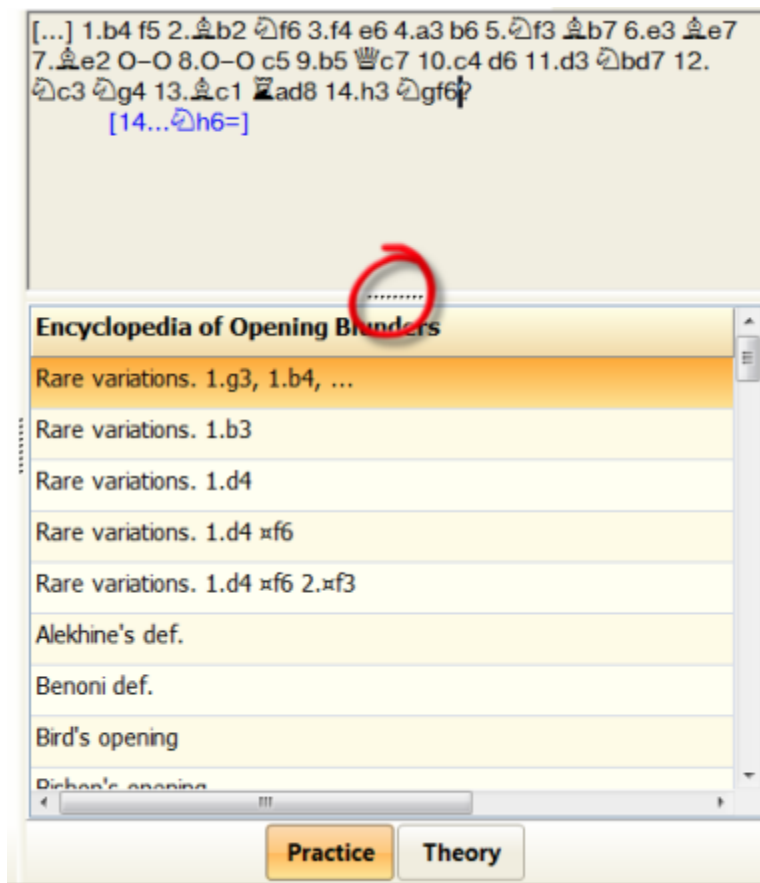 [...] 1.b4 f5 2.♗b2 ♘f6 3.f4 e6 4.a3 b6 5.♘f3 ♗b7 6.e3 ♗e7
7.♗e2 O–O 8.O–O c5 9.b5 ♕c7 10.c4 d6 11.d3 ♘bd7 12.
♘c3 ♘g4 13.♗c1 ♖ad8 14.h3 ♘gf6?
[14...♘h6=]
Encyclopedia of Opening Blunders
Rare variations. 1.g3, 1.b4, ...
Rare variations. 1.b3
Rare variations. 1.d4
Rare variations. 1.d4 ¤f6
Rare variations. 1.d4 ¤f6 2.¤f3
Alekhine's def.
Benoni def.
Bird's opening
Bishop's opening
Practice Theory